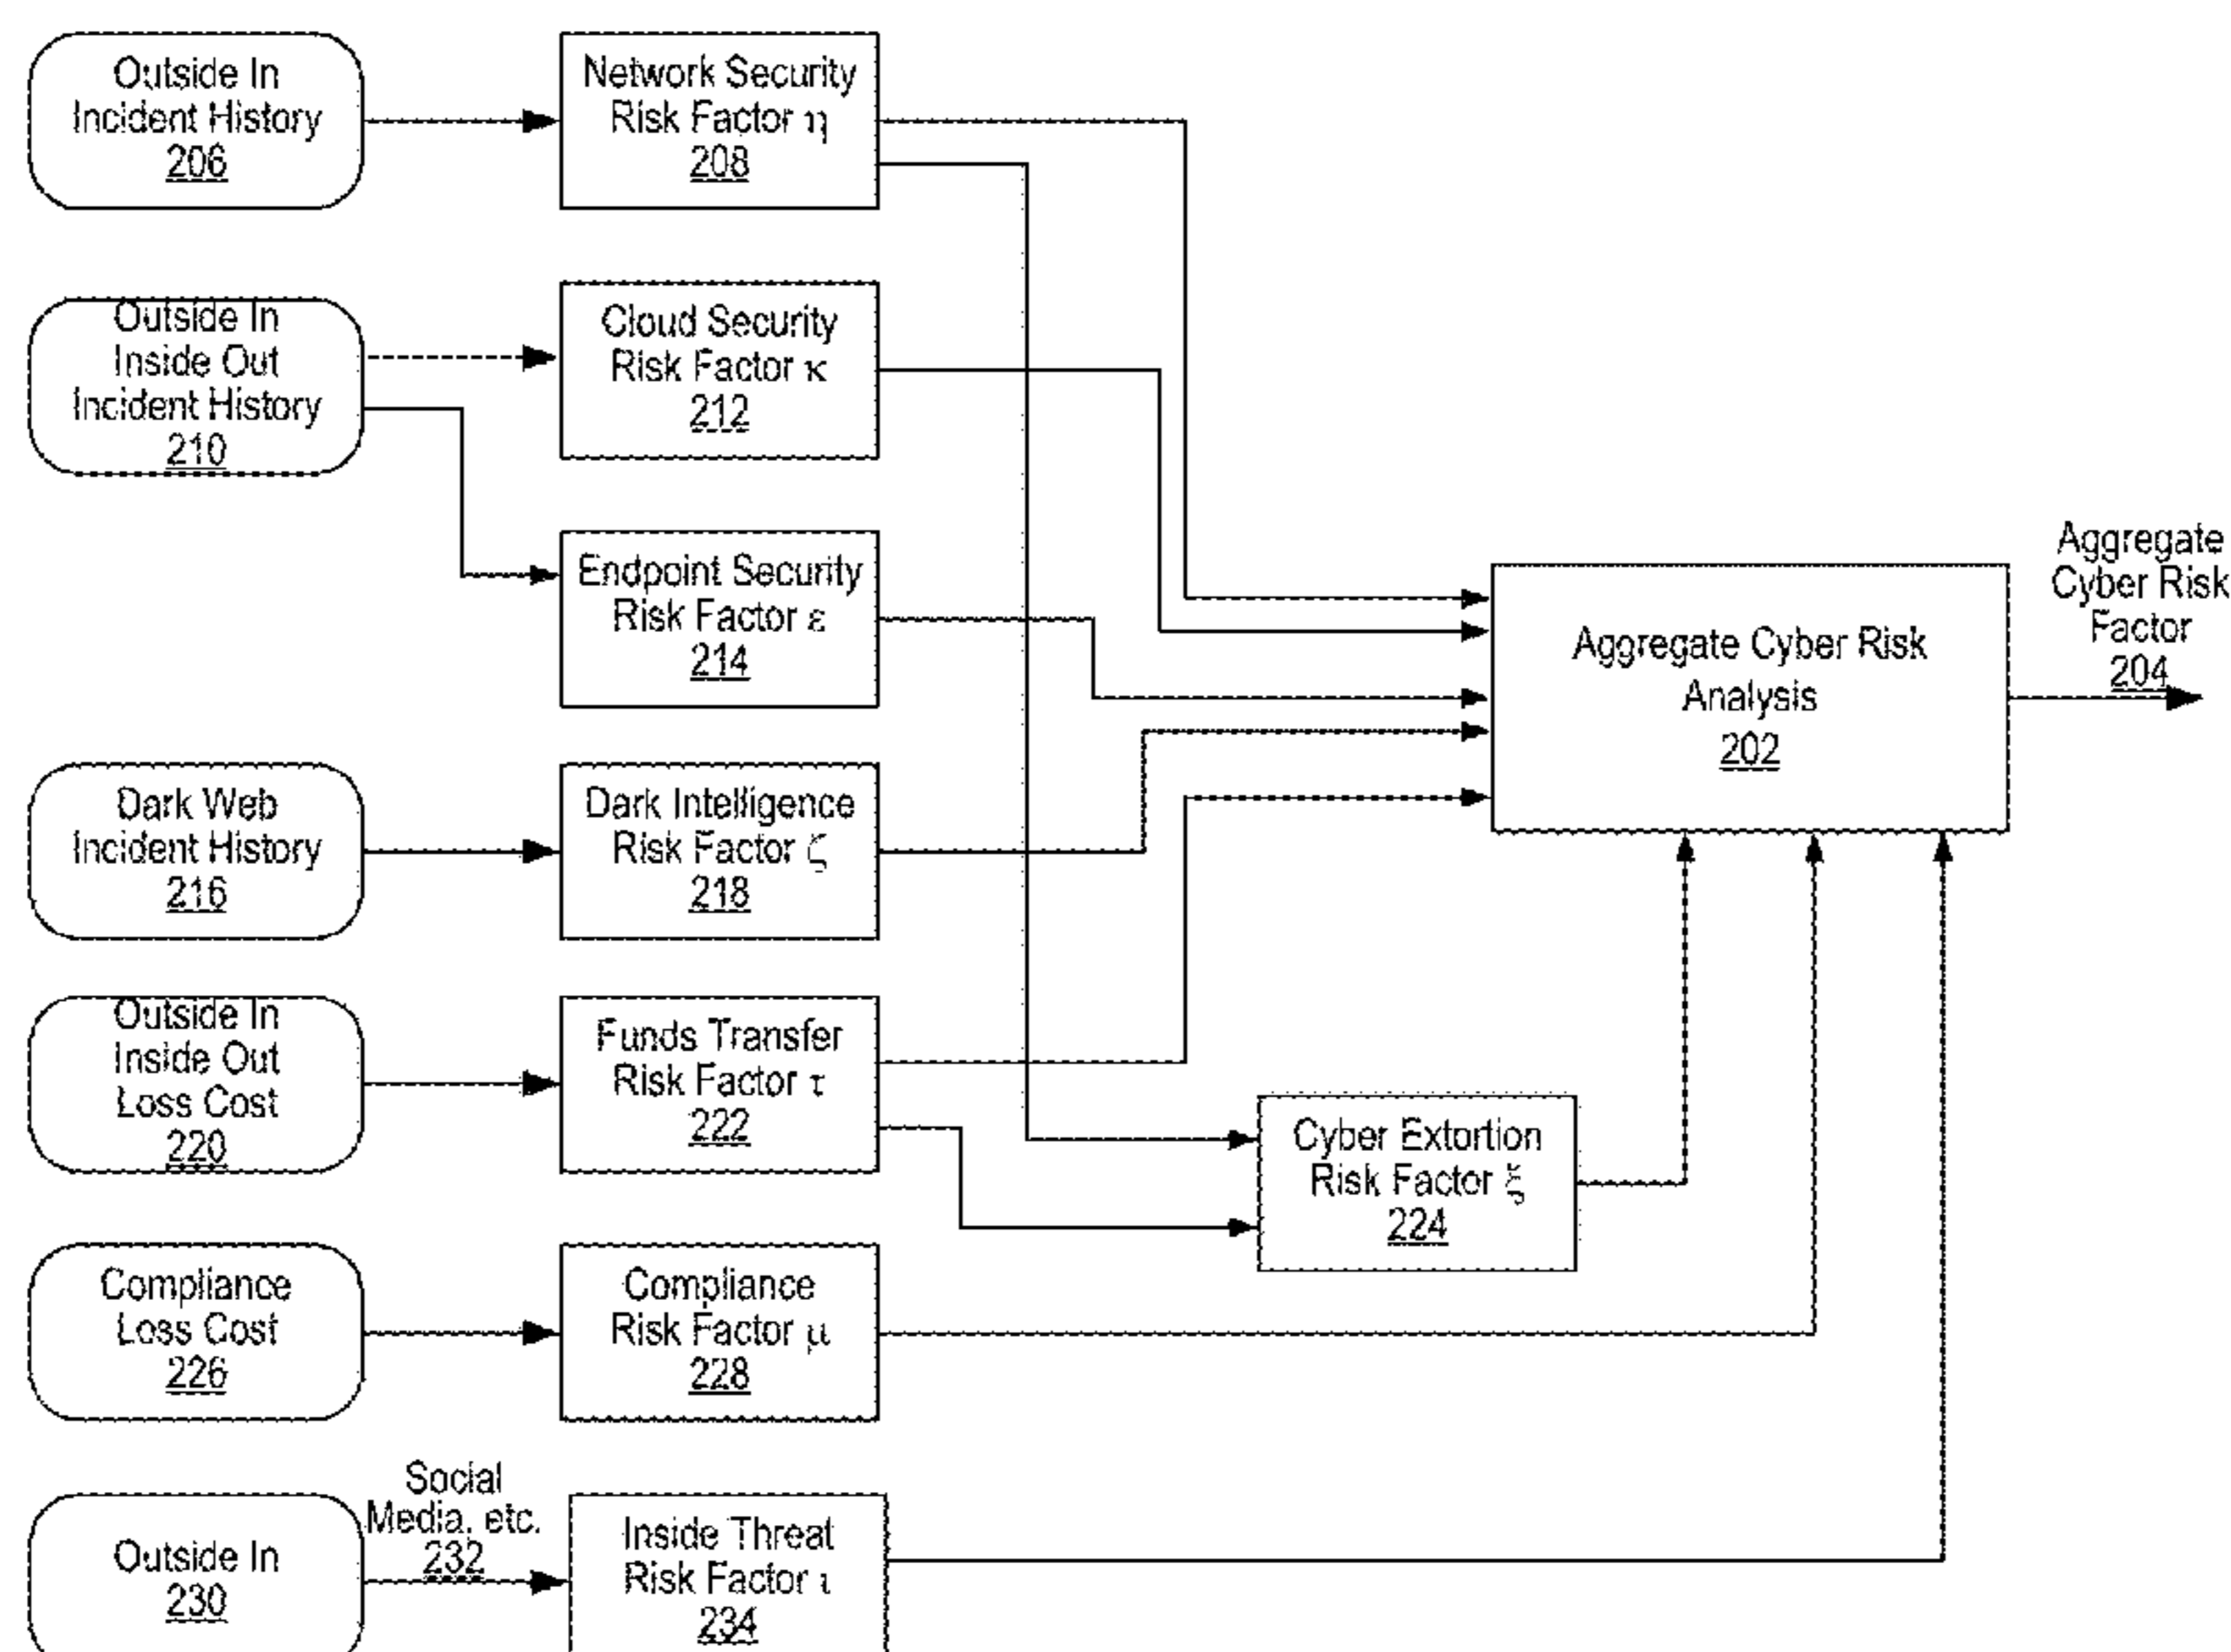 Outside In
Incident History
206
Network Security
Risk Factor η
208
Outside In
Inside Out
Incident History
210
Cloud Security
Risk Factor κ
212
Endpoint Security
Risk Factor ε
214
Aggregate Cyber Risk
Analysis
202
Aggregate
Cyber Risk
Factor
204
Dark Web
Incident History
216
Dark Intelligence
Risk Factor ζ
218
Outside In
Inside Out
Loss Cost
220
Funds Transfer
Risk Factor τ
222
Cyber Extortion
Risk Factor ξ
224
Compliance
Loss Cost
226
Compliance
Risk Factor μ
228
Outside In
230
Social
Media, etc.
232
Inside Threat
Risk Factor ι
234